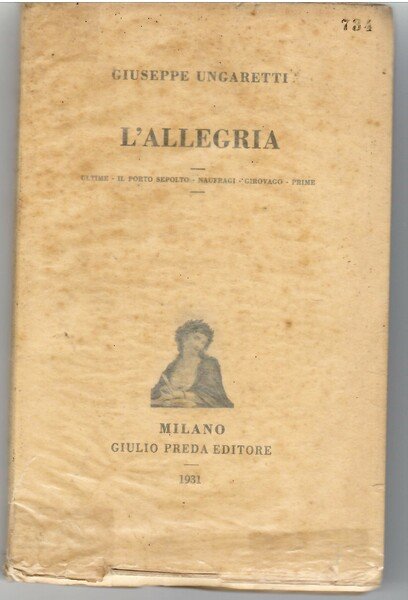 734
GIUSEPPE UNGARETTI
L'ALLEGRIA
ULTIME - IL PORTO SEPOLTO - NAUFRAGI - GIROVAGO - PRIME
MILANO
GIULIO PREDA EDITORE
1931